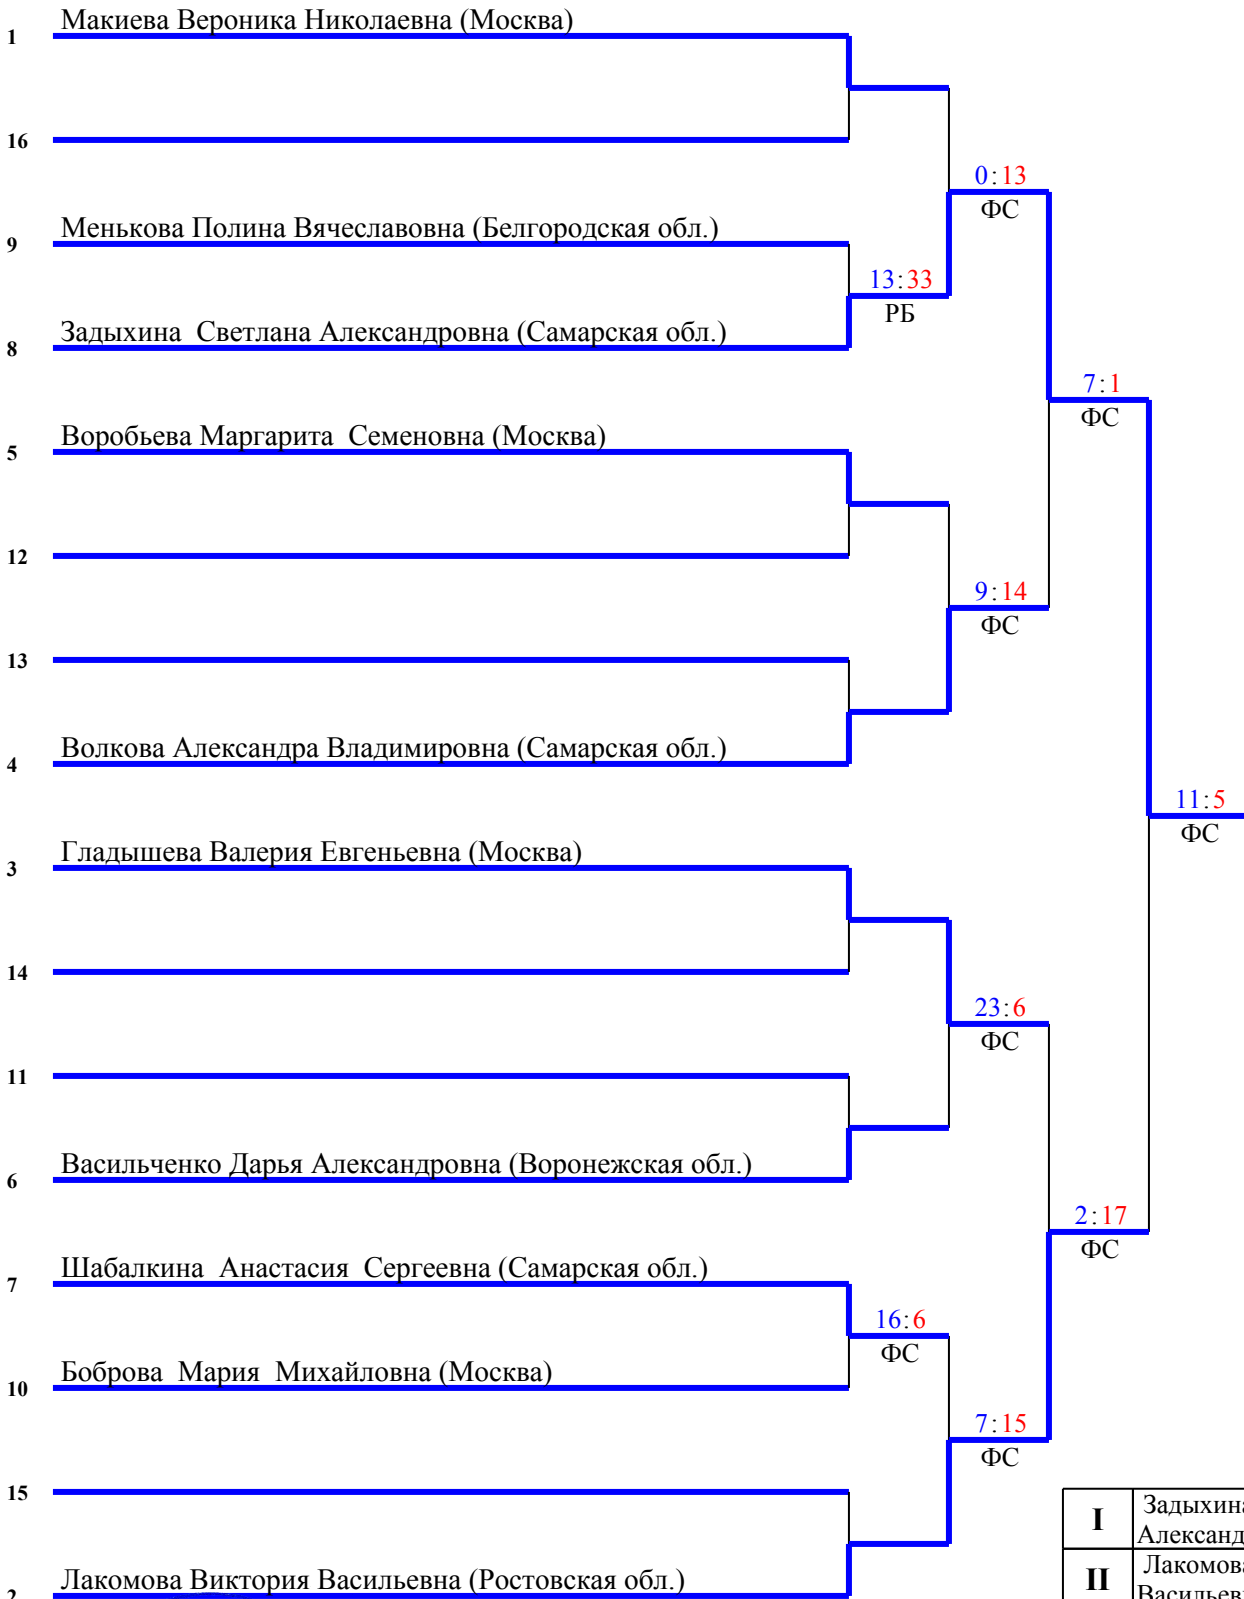 Макиева Вероника Николаевна (Москва)
1
16
0:13
ФС
Менькова Полина Вячеславовна (Белгородская обл.)
9
13:33
РБ
Задыхина Светлана Александровна (Самарская обл.)
8
7:1
ФС
Воробьева Маргарита Семеновна (Москва)
5
12
9:14
ФС
13
Волкова Александра Владимировна (Самарская обл.)
4
11:5
ФС
Гладышева Валерия Евгеньевна (Москва)
3
14
23:6
ФС
11
Васильченко Дарья Александровна (Воронежская обл.)
6
2:17
ФС
Шабалкина Анастасия Сергеевна (Самарская обл.)
7
16:6
ФС
Боброва Мария Михайловна (Москва)
10
7:15
ФС
15
I Задыхина
Александ
Лакомова Виктория Васильевна (Ростовская обл.)
2
II Лакомова
Васильевн